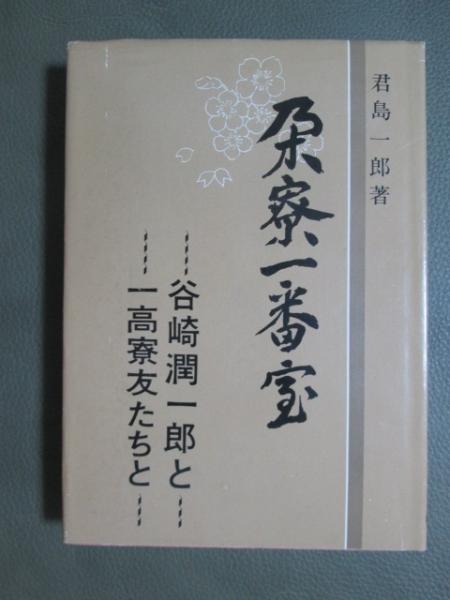 君島一郎著
朶寮一番室
谷崎潤一郎と
一高寮友たちと